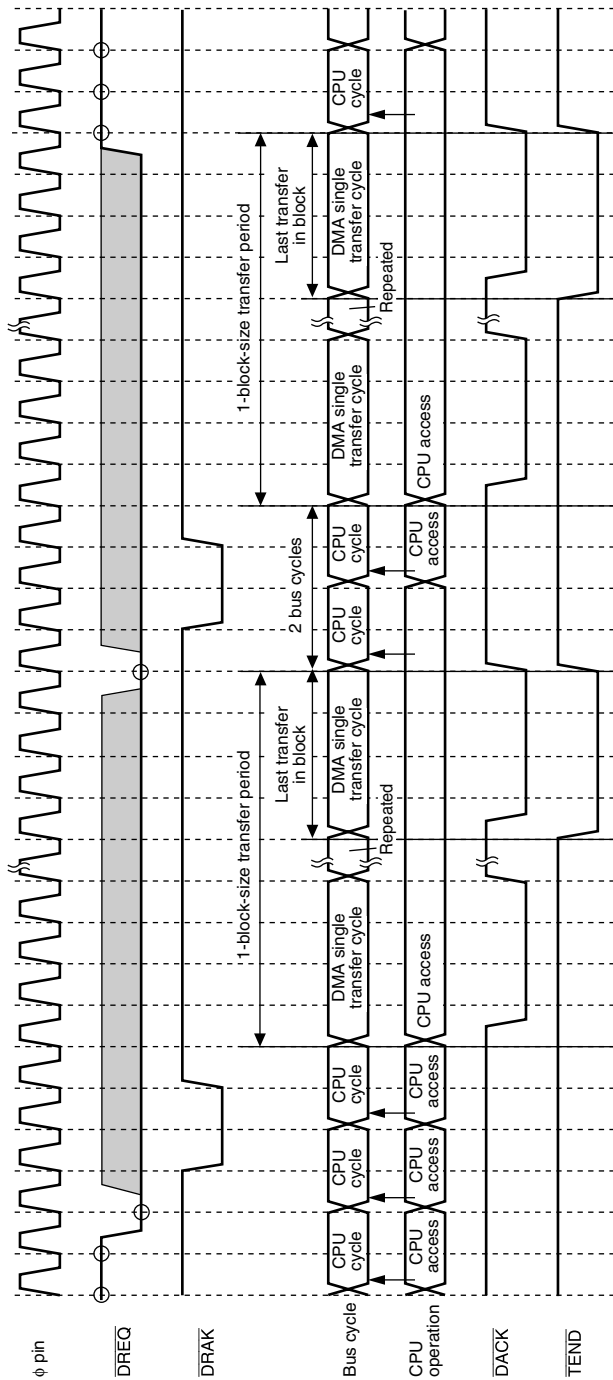 φ pin
DREQ
DRAK
1-block-size transfer period
1-block-size transfer period
Last transfer
in block
2 bus cycles
Last transfer
in block
Bus cycle
CPU
cycle
CPU
cycle
CPU
cycle
DMA single
transfer cycle
DMA single
transfer cycle
CPU
cycle
CPU
cycle
DMA single
transfer cycle
DMA single
transfer cycle
CPU
cycle
Repeated
Repeated
CPU
operation
CPU
access
CPU
access
CPU
access
CPU access
CPU
access
CPU access
DACK
TEND